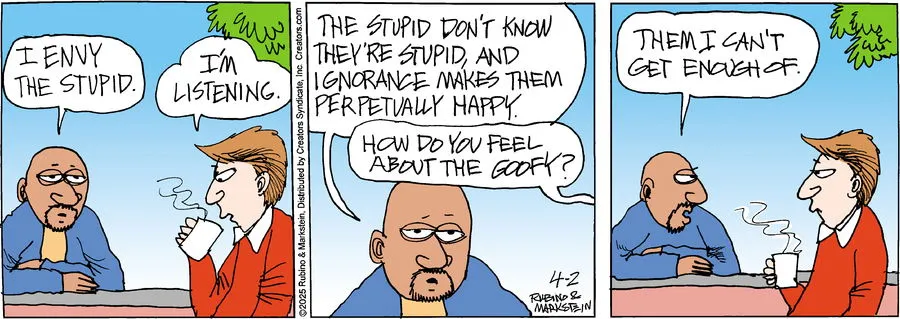 I ENVY
THE STUPID.
I'M
LISTENING.
©2025 Rubino & Markstein, Distributed by Creators Syndicate, Inc. Creators.com
THE STUPID DON'T KNOW
THEY'RE STUPID, AND
IGNORANCE MAKES THEM
PERPETUALLY HAPPY.
HOW DO YOU FEEL
ABOUT THE GOOFY?
4-2
RUBINO &
MARKSTEIN
THEM I CAN'T
GET ENOUGH OF.